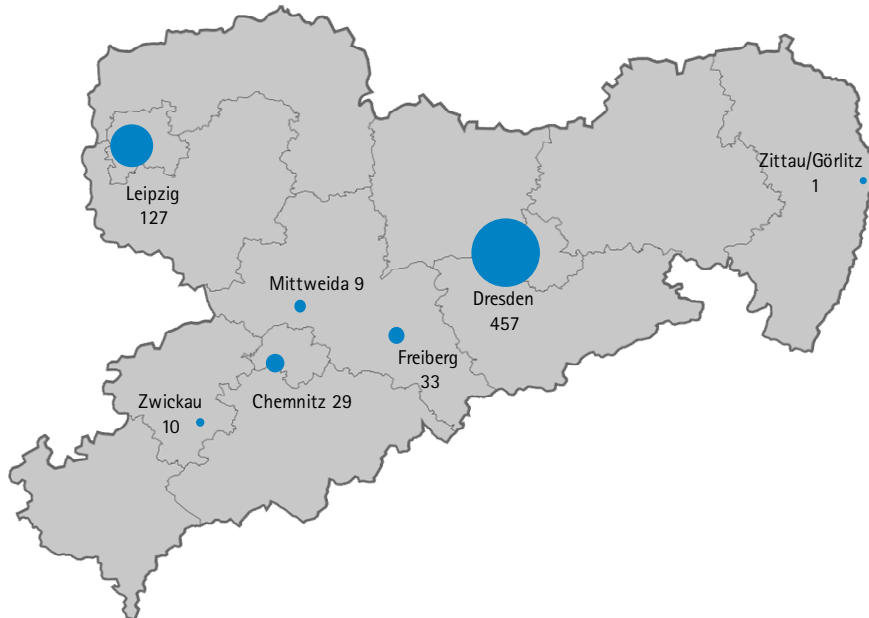 Zittau/Görlitz
1
Leipzig
127
Mittweida 9
Dresden
457
Freiberg
33
Zwickau
10
Chemnitz 29